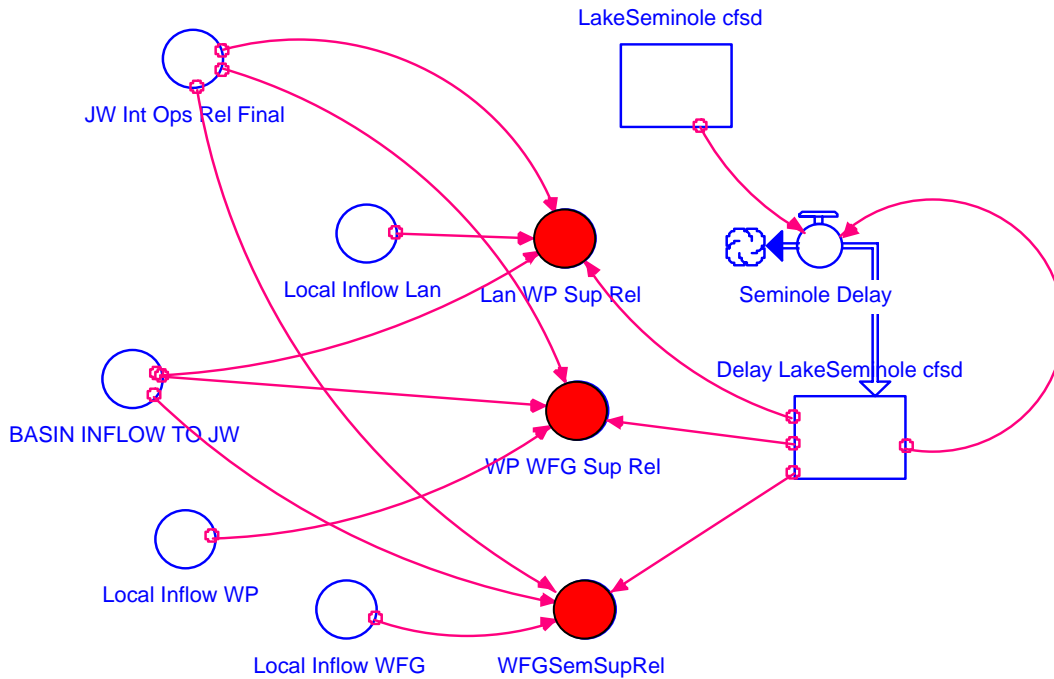 LakeSeminole cfsd
JW Int Ops Rel Final
Local Inflow Lan
Lan WP Sup Rel
Seminole Delay
Delay LakeSeminole cfsd
BASIN INFLOW TO JW
WP WFG Sup Rel
Local Inflow WP
Local Inflow WFG
WFGSemSupRel